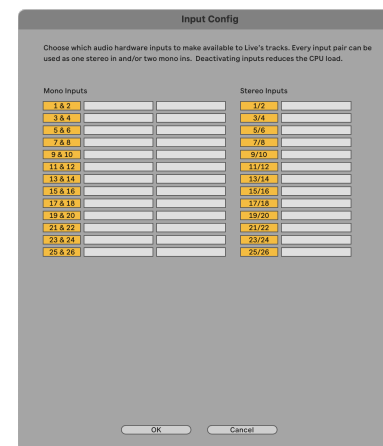 Input Config
Choose which audio hardware inputs to make available to Live's tracks. Every input pair can be
used as one stereo in and/or two mono ins. Deactivating inputs reduces the CPU load.
Mono Inputs
1 & 2
3 & 4
5 & 6
7 & 8
9 & 10
11 & 12
13 & 14
15 & 16
17 & 18
19 & 20
21 & 22
23 & 24
25 & 26
Stereo Inputs
1/2
3/4
5/6
7/8
9/10
11/12
13/14
15/16
17/18
19/20
21/22
23/24
25/26
OK
Cancel